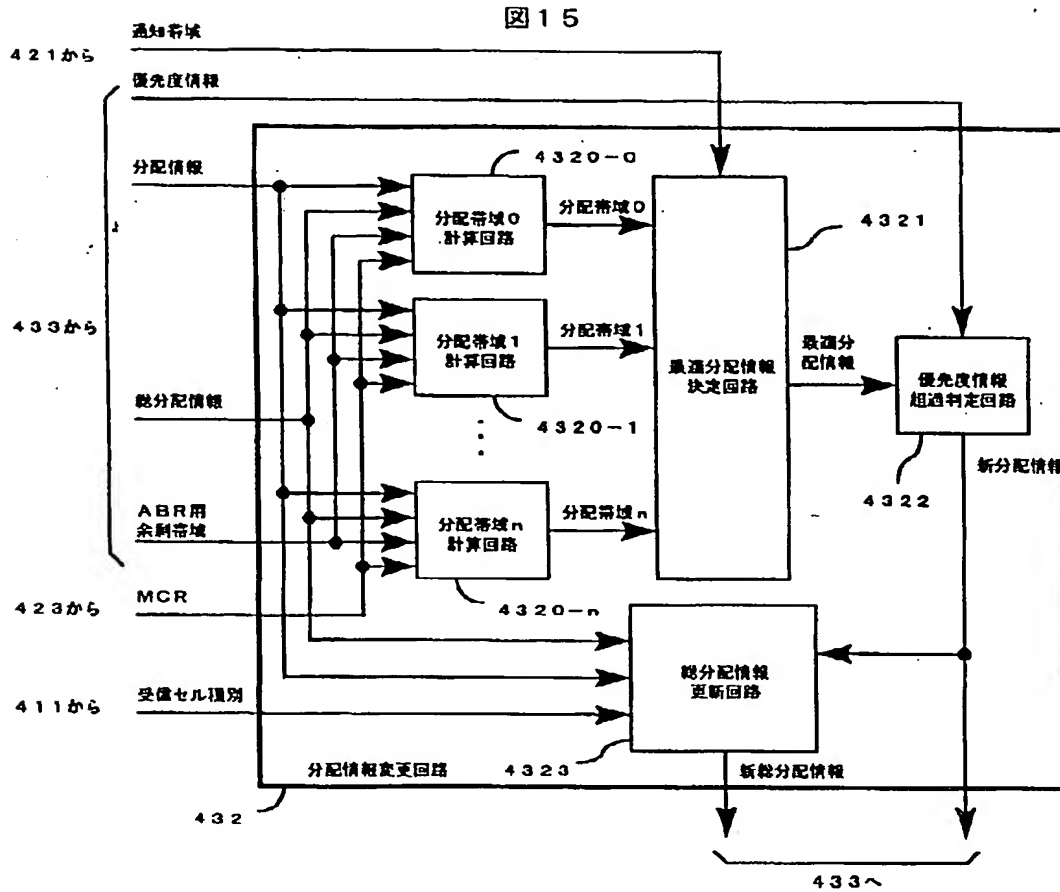 図15
通知帯域
421から
優先度情報
分配情報
4320-0
分配帯域0
計算回路
分配帯域0
4321
433から
分配帯域1
計算回路
分配帯域1
最適分配情報
決定回路
最適分
配情報
優先度情報
超過判定回路
総分配情報
4320-1
新分配情報
4322
ABR用
余剰帯域
分配帯域n
計算回路
分配帯域n
MCR
423から
4320-n
総分配情報
更新回路
受信セル種別
411から
分配情報変更回路
4323
新総分配情報
432
433へ